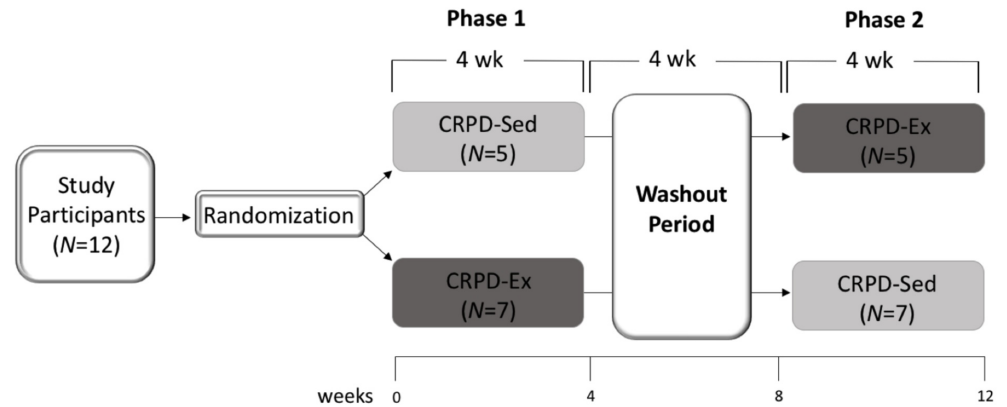 Phase 1
Phase 2
4 wk
4 wk
4 wk
CRPD-Sed
(N=5)
CRPD-Ex
(N=5)
Study
Participants
(N=12)
Randomization
Washout
Period
CRPD-Ex
(N=7)
CRPD-Sed
(N=7)
weeks 0 4 8 12